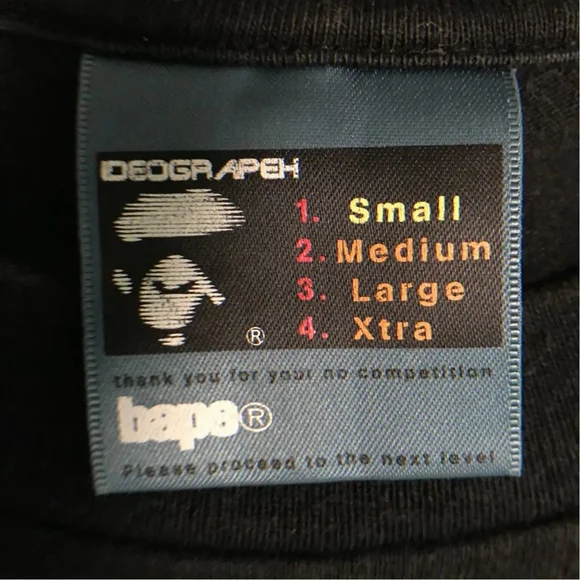 IDEOGRAPEH
1. Small
2. Medium
3. Large
4. Xtra
®
thank you for your no competition
bape®
Please proceed to the next level